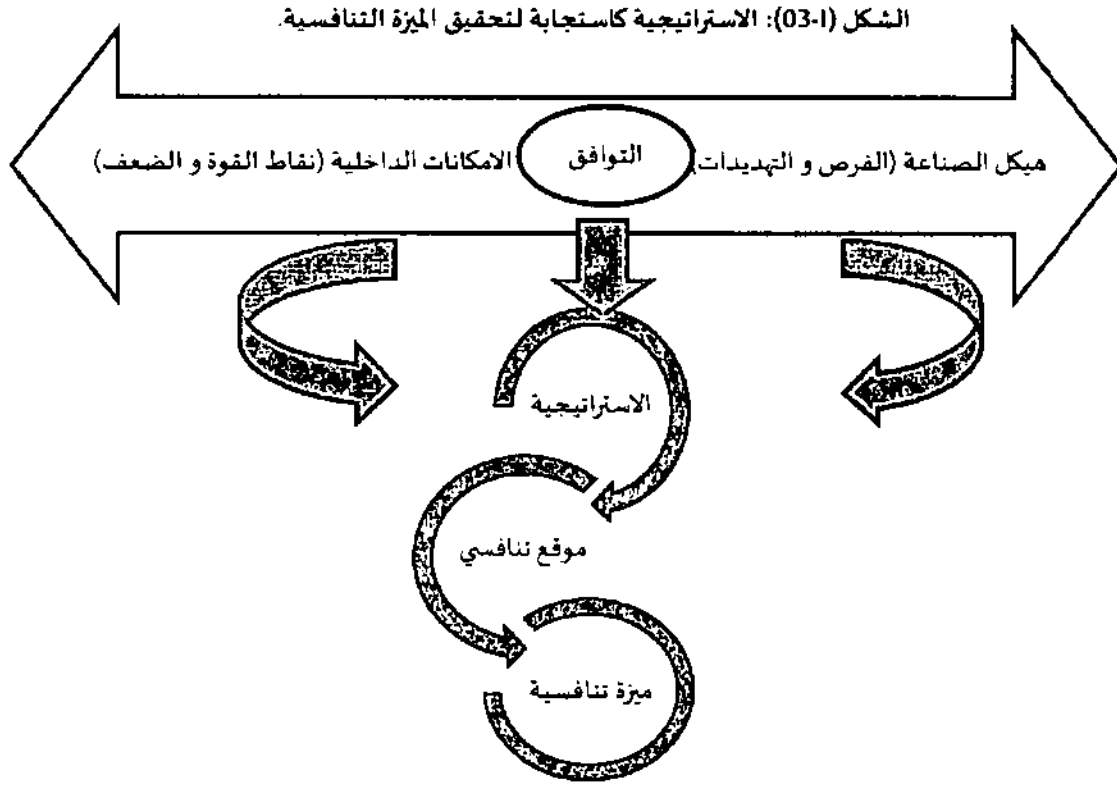 الشكل (I-03): الاستراتيجية كاستجابة لتحقيق الميزة التنافسية.
هيكل الصناعة (الفرص و التهديدات)
التوافق
الامكانات الداخلية (نقاط القوة و الضعف)
الاستراتيجية
موقع تنافسي
ميزة تنافسية